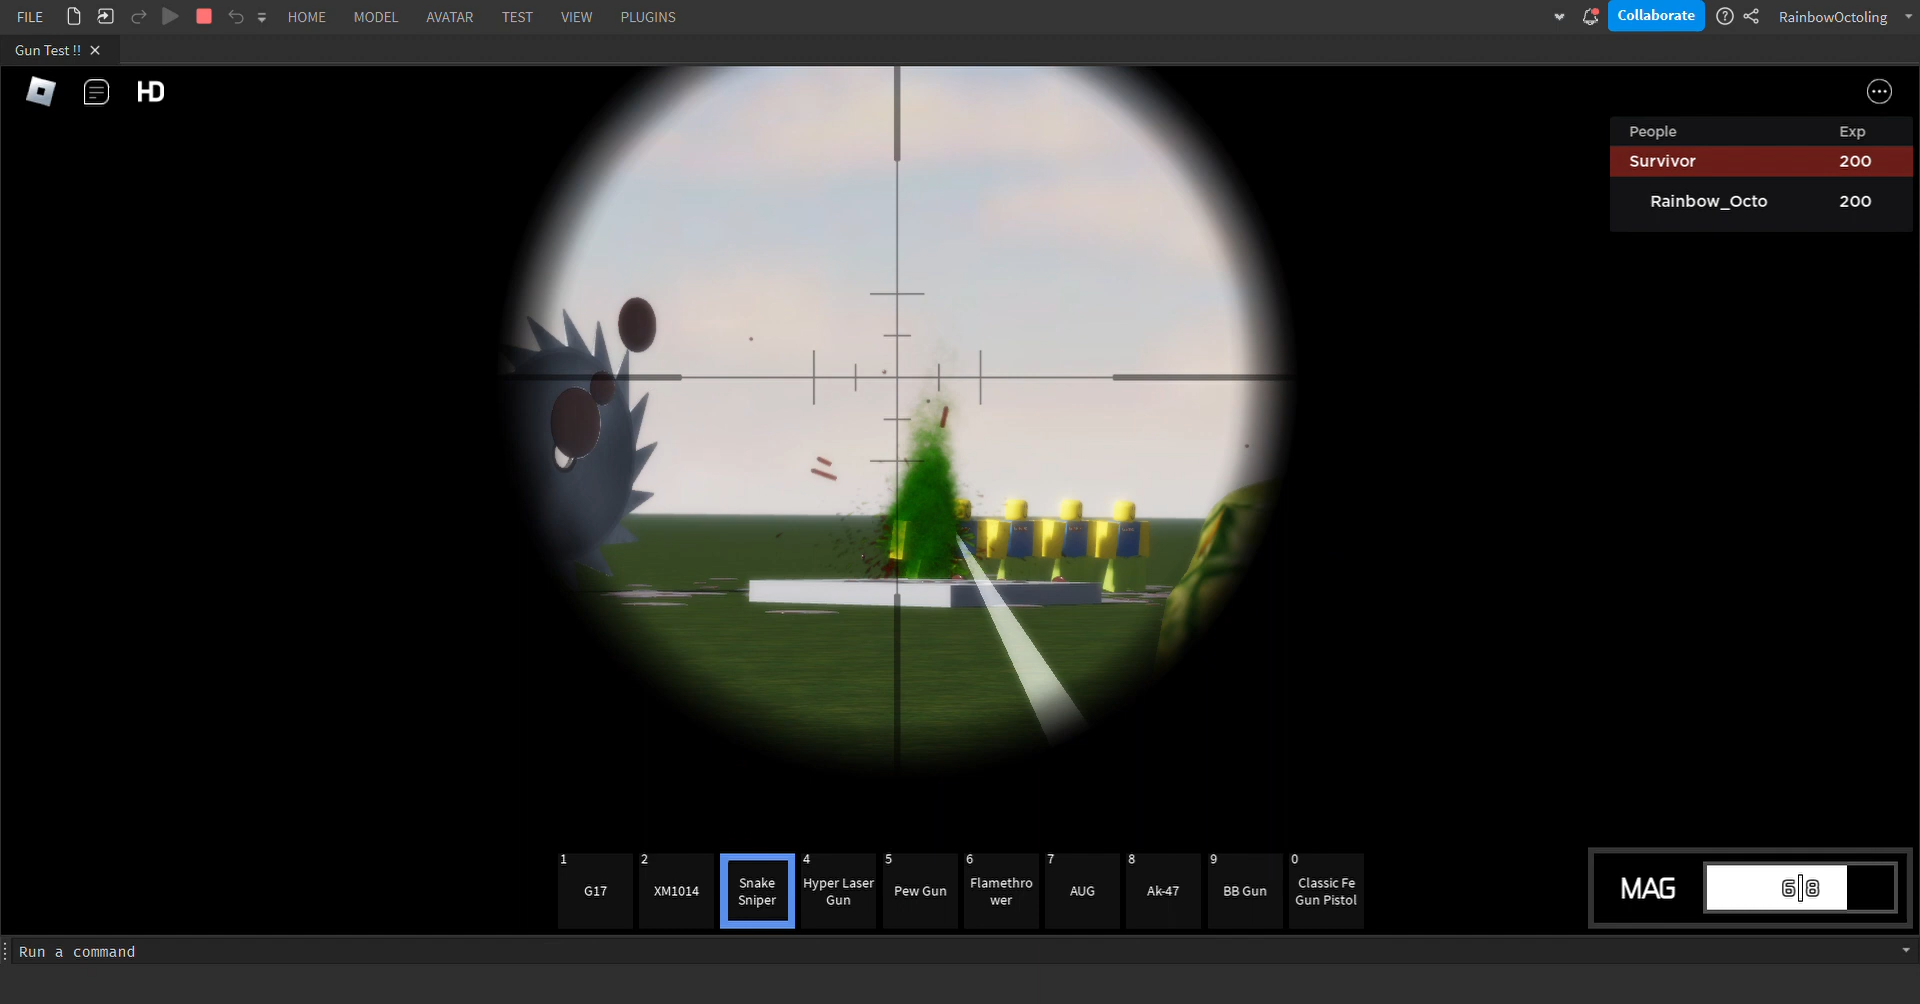 FILE HOME MODEL AVATAR TEST VIEW PLUGINS Collaborate RainbowOctoling
Gun Test !!
HD
People Exp
Survivor 200
Rainbow_Octo 200
1 2 4 5 6 7 8 9 0
G17 XM1014 Snake Sniper Hyper Laser Gun Pew Gun Flamethro wer AUG Ak-47 BB Gun Classic Fe Gun Pistol
MAG 6|8
Run a command